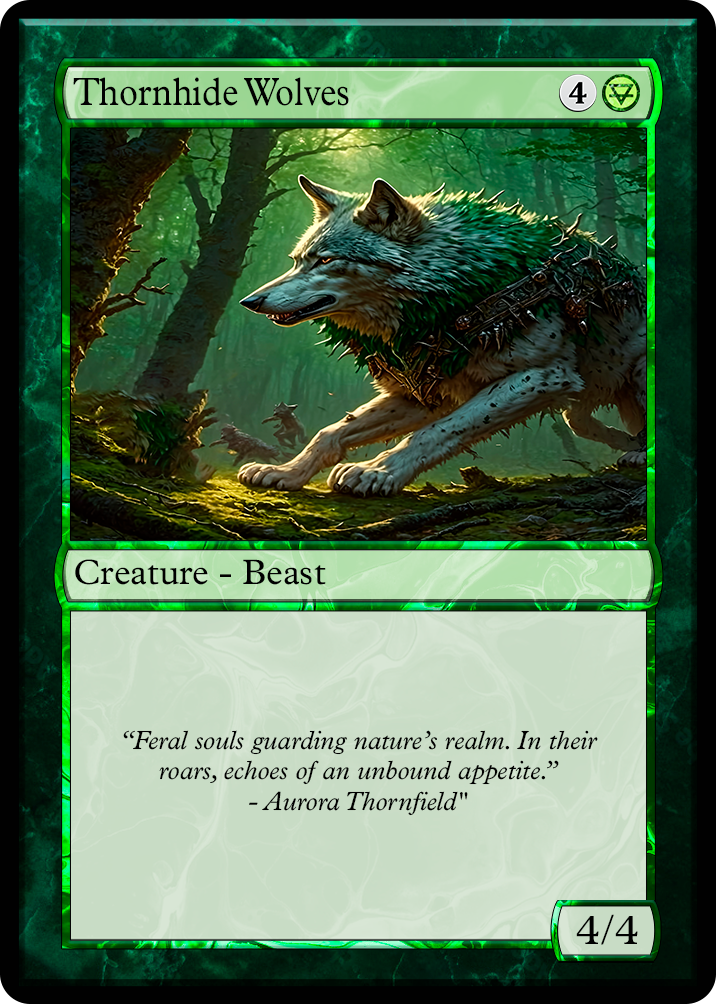 Thornhide Wolves 4
Creature - Beast
“Feral souls guarding nature’s realm. In their
roars, echoes of an unbound appetite.”
- Aurora Thornfield"
4/4